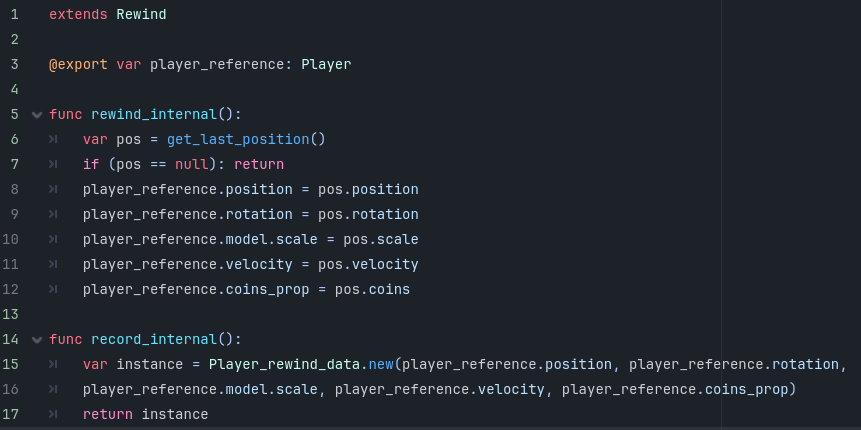 1 extends Rewind
2
3 @export var player_reference: Player
4
5 func rewind_internal():
6 var pos = get_last_position()
7 if (pos == null): return
8 player_reference.position = pos.position
9 player_reference.rotation = pos.rotation
10 player_reference.model.scale = pos.scale
11 player_reference.velocity = pos.velocity
12 player_reference.coins_prop = pos.coins
13
14 func record_internal():
15 var instance = Player_rewind_data.new(player_reference.position, player_reference.rotation,
16 player_reference.model.scale, player_reference.velocity, player_reference.coins_prop)
17 return instance